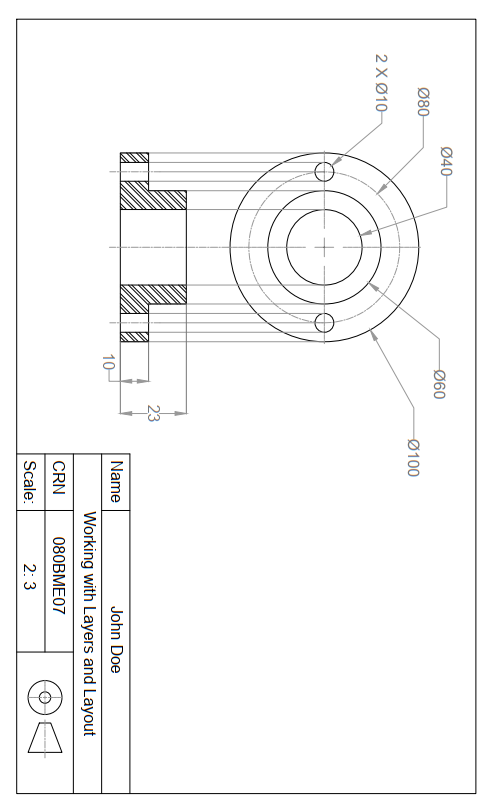 2 X Ø10
Ø80
Ø40
Ø60
Ø100
10
23
Name John Doe
Working with Layers and Layout
CRN 080BME07
Scale: 2: 3